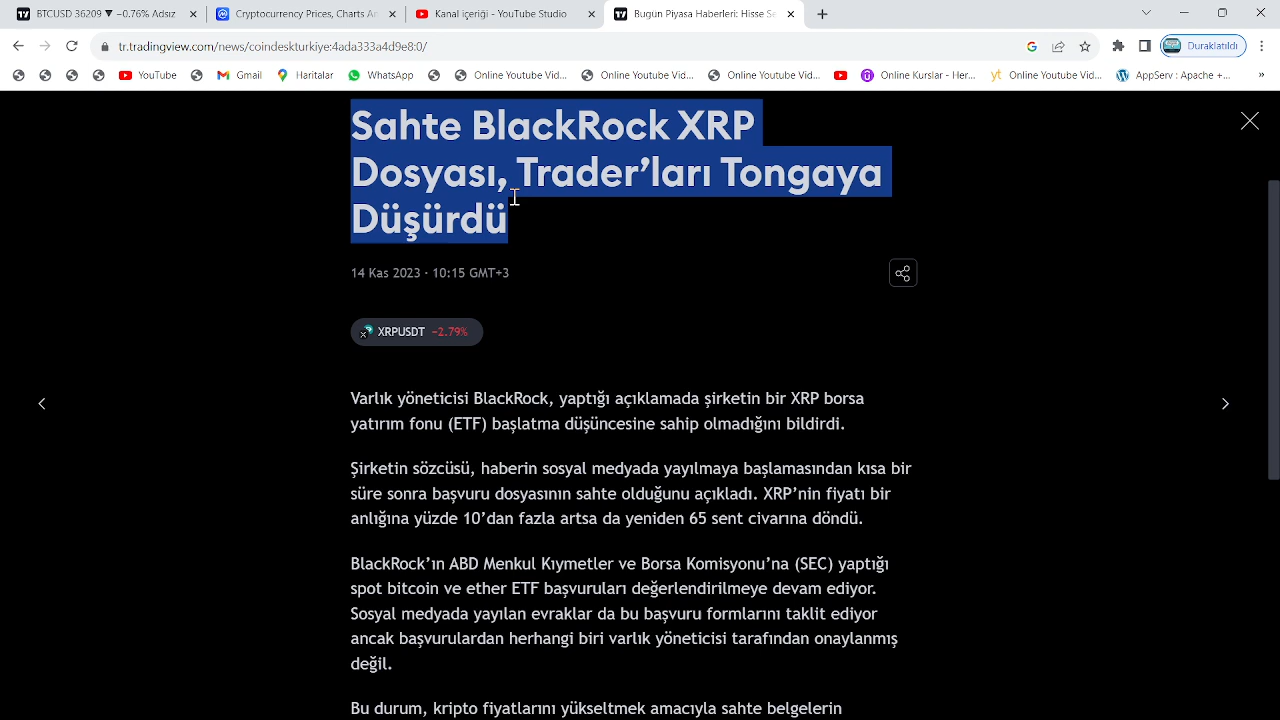 BTCUSD 36209 ▼ −0.76% Adsız
Cryptocurrency Prices, Charts An
Kanal içeriği - YouTube Studio
Bugün Piyasa Haberleri: Hisse Se
tr.tradingview.com/news/coindeskturkiye:4ada333a4d9e8:0/
Duraklatıldı
YouTube
Gmail
Haritalar
WhatsApp
Online Youtube Vid...
Online Youtube Vid...
Online Youtube Vid...
Online Kurslar - Her...
Online Youtube Vid...
AppServ : Apache +...
Sahte BlackRock XRP
Dosyası, Trader’ları Tongaya
Düşürdü
14 Kas 2023 · 10:15 GMT+3
XRPUSDT −2.79%
Varlık yöneticisi BlackRock, yaptığı açıklamada şirketin bir XRP borsa
yatırım fonu (ETF) başlatma düşüncesine sahip olmadığını bildirdi.
Şirketin sözcüsü, haberin sosyal medyada yayılmaya başlamasından kısa bir
süre sonra başvuru dosyasının sahte olduğunu açıkladı. XRP’nin fiyatı bir
anlığına yüzde 10’dan fazla artsa da yeniden 65 sent civarına döndü.
BlackRock’ın ABD Menkul Kıymetler ve Borsa Komisyonu’na (SEC) yaptığı
spot bitcoin ve ether ETF başvuruları değerlendirilmeye devam ediyor.
Sosyal medyada yayılan evraklar da bu başvuru formlarını taklit ediyor
ancak başvurulardan herhangi biri varlık yöneticisi tarafından onaylanmış
değil.
Bu durum, kripto fiyatlarını yükseltmek amacıyla sahte belgelerin